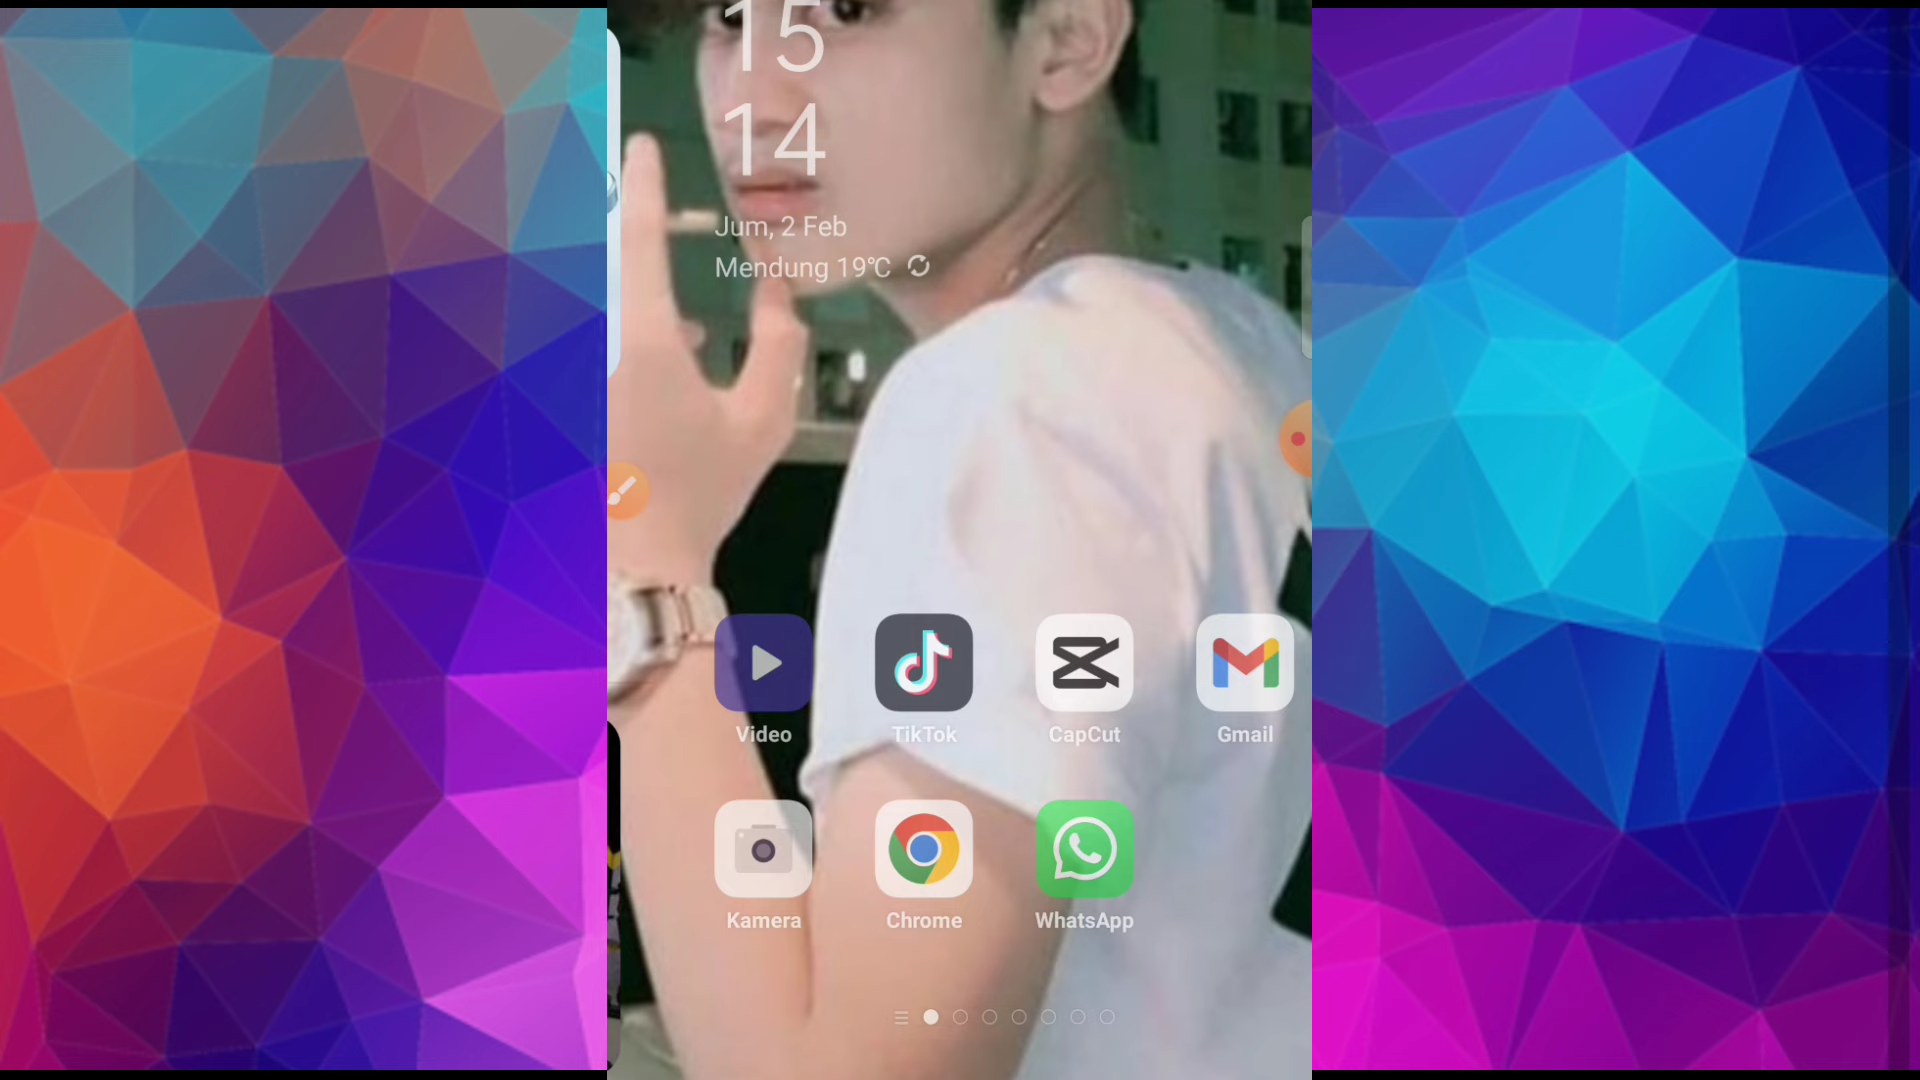 15
14
Jum, 2 Feb
Mendung 19°C
Video
TikTok
CapCut
Gmail
Kamera
Chrome
WhatsApp